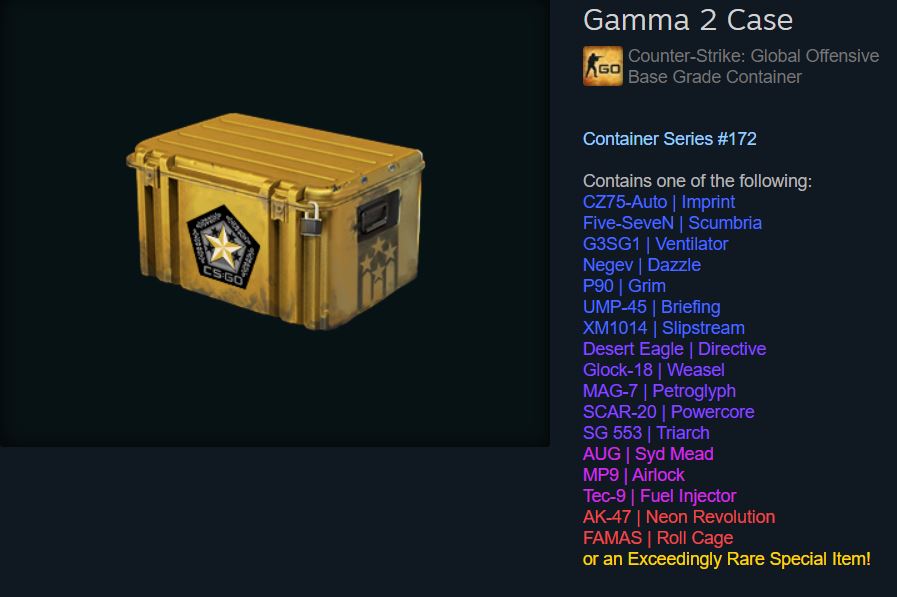 Gamma 2 Case
GO
Counter-Strike: Global Offensive
Base Grade Container
Container Series #172
Contains one of the following:
CZ75-Auto | Imprint
Five-SeveN | Scumbria
G3SG1 | Ventilator
Negev | Dazzle
P90 | Grim
UMP-45 | Briefing
XM1014 | Slipstream
Desert Eagle | Directive
Glock-18 | Weasel
MAG-7 | Petroglyph
SCAR-20 | Powercore
SG 553 | Triarch
AUG | Syd Mead
MP9 | Airlock
Tec-9 | Fuel Injector
AK-47 | Neon Revolution
FAMAS | Roll Cage
or an Exceedingly Rare Special Item!
CS:GO